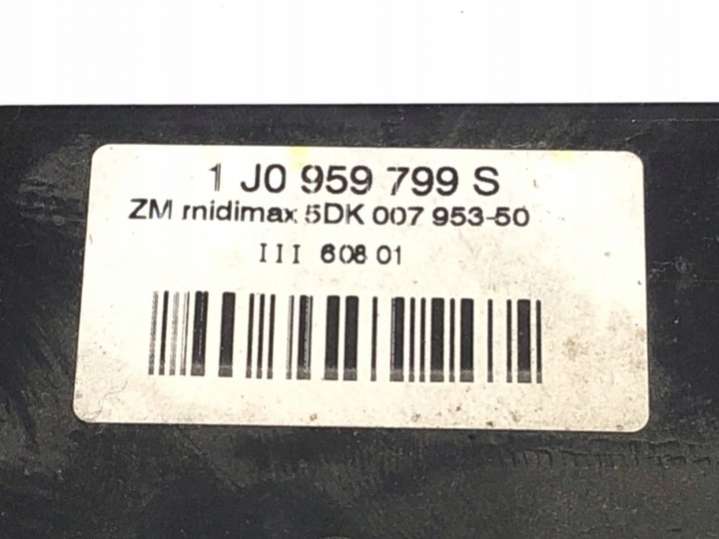 1 J0 959 799 S
ZM midimax 5DK 007 953-50
III 608 01